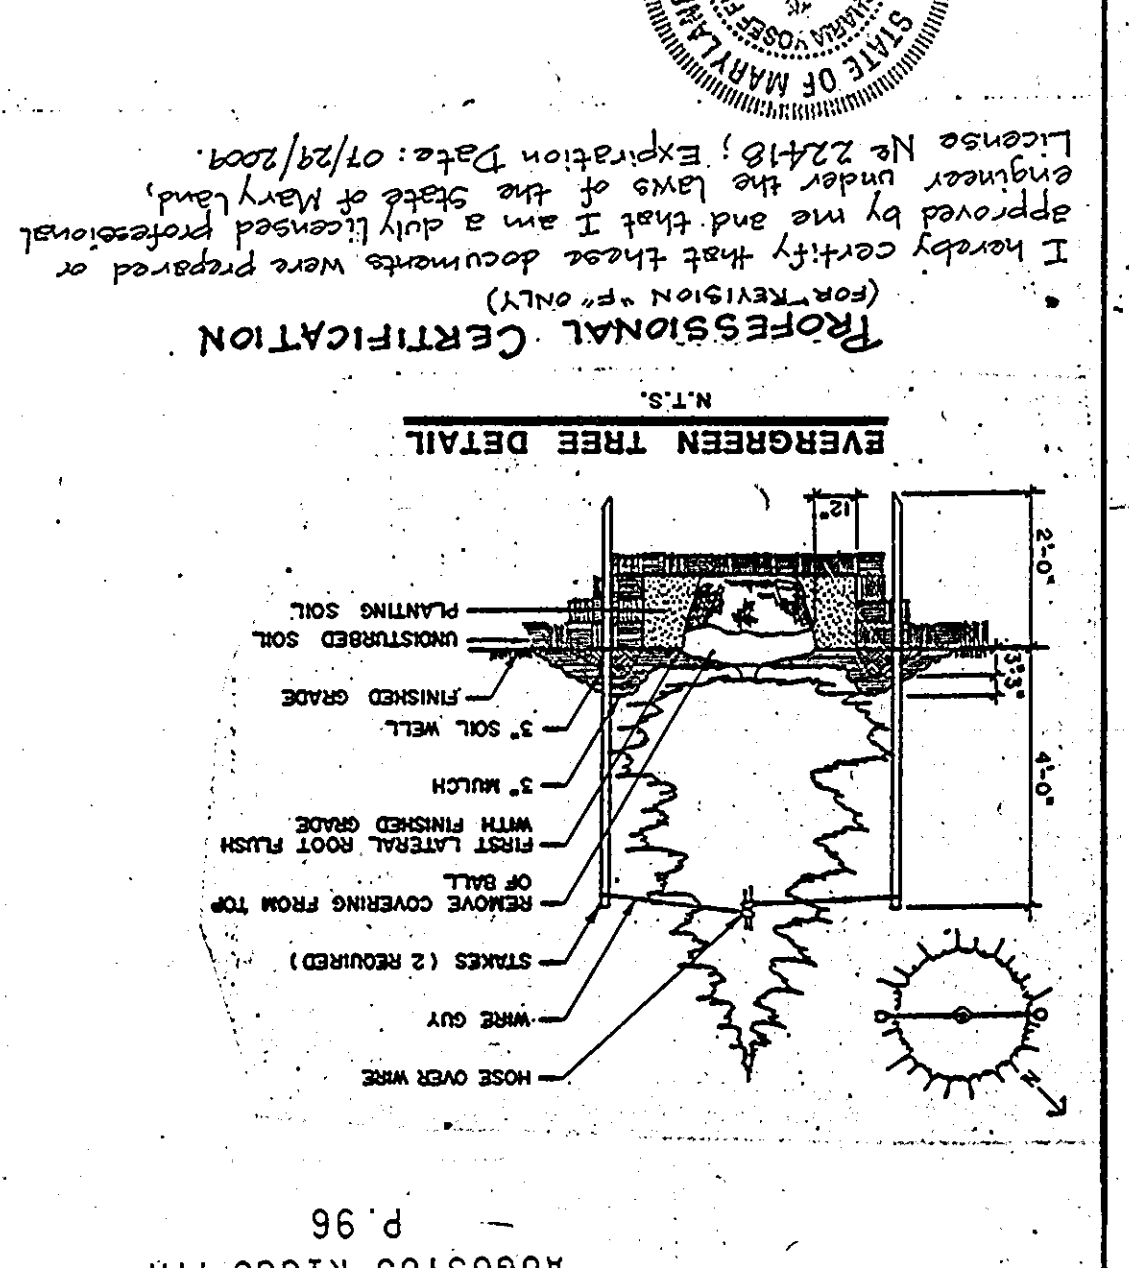 P. 96
HOSE OVER WIRE
WIRE GUY
STAKES (2 REQUIRED)
REMOVE COVERING FROM TOP
OF BALL
FIRST LATERAL ROOT FLUSH
WITH FINISHED GRADE
3" MULCH
3" SOIL WELL
FINISHED GRADE
UNDISTURBED SOIL
PLANTING SOIL
N
4'-0"
3"
3"
2'-0"
12"
EVERGREEN TREE DETAIL
N.T.S.
PROFESSIONAL CERTIFICATION
(FOR REVISION "F" ONLY)
I hereby certify that these documents were prepared or
approved by me and that I am a duly licensed professional
engineer under the laws of the State of Maryland,
License № 22418; Expiration Date: 07/29/2009.
STATE OF MARYLAND
YOSEF